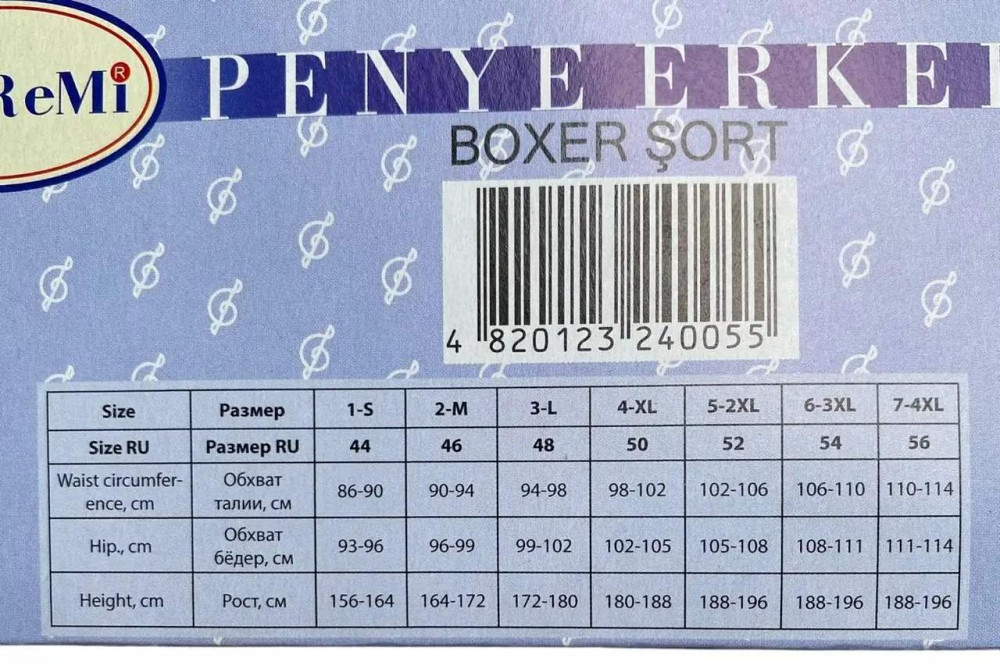 ReMi®
PENYE ERKE
BOXER ŞORT
4 820123 240055
Size Размер 1-S 2-M 3-L 4-XL 5-2XL 6-3XL 7-4XL
Size RU Размер RU 44 46 48 50 52 54 56
Waist circumfer-
ence, cm Обхват
талии, см 86-90 90-94 94-98 98-102 102-106 106-110 110-114
Hip., cm Обхват
бёдер, см 93-96 96-99 99-102 102-105 105-108 108-111 111-114
Height, cm Рост, см 156-164 164-172 172-180 180-188 188-196 188-196 188-196